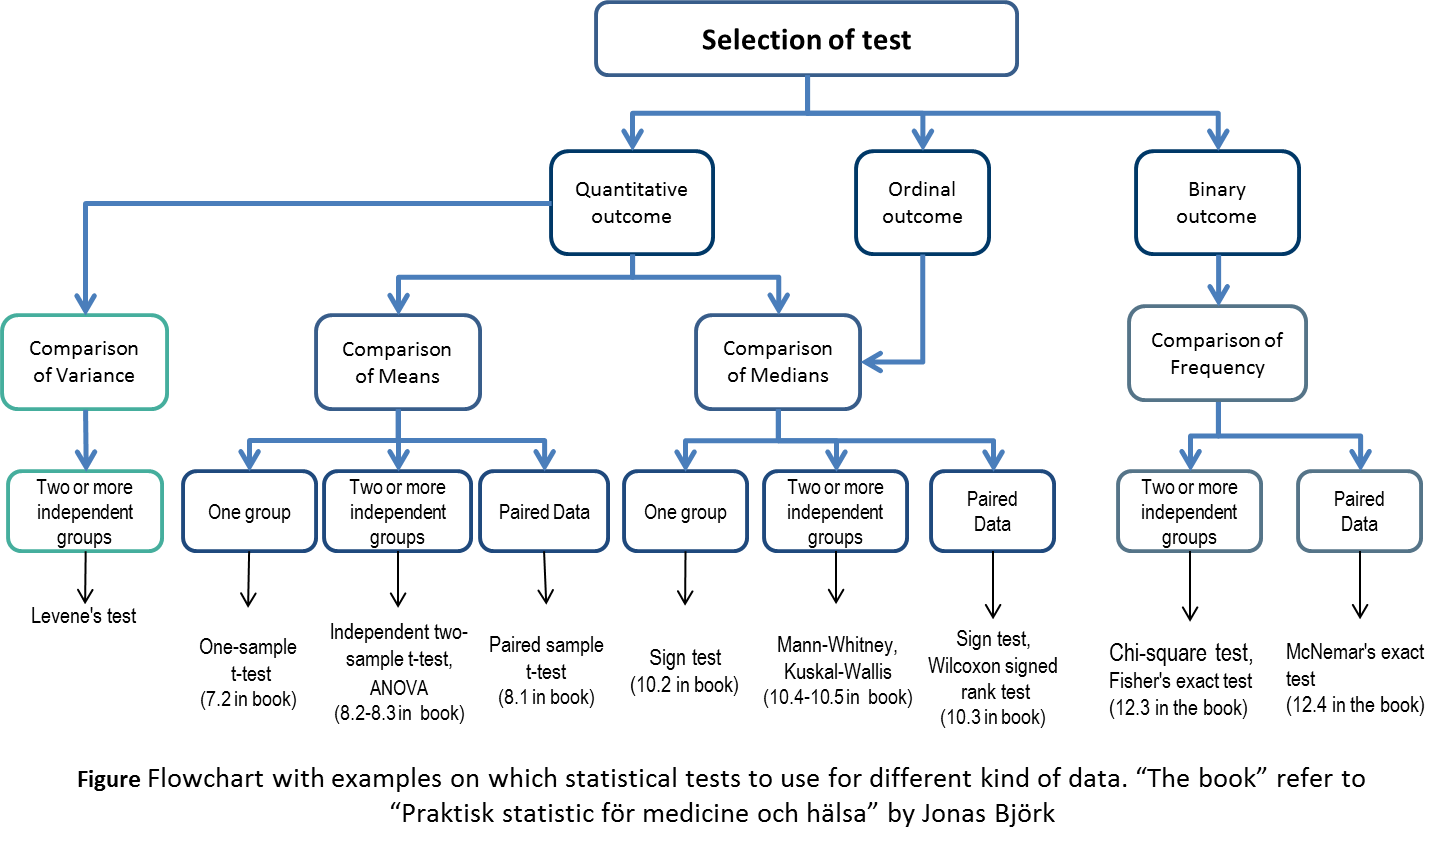 Selection of test
Quantitative
outcome
Ordinal
outcome
Binary
outcome
Comparison
of Variance
Comparison
of Means
Comparison
of Medians
Comparison of
Frequency
Two or more
independent
groups
One group
Two or more
independent
groups
Paired Data
One group
Two or more
independent
groups
Paired
Data
Two or more
independent
groups
Paired
Data
Levene's test
One-sample
t-test
(7.2 in book)
Independent two-
sample t-test,
ANOVA
(8.2-8.3 in book)
Paired sample
t-test
(8.1 in book)
Sign test
(10.2 in book)
Mann-Whitney,
Kuskal-Wallis
(10.4-10.5 in book)
Sign test,
Wilcoxon signed
rank test
(10.3 in book)
Chi-square test,
Fisher's exact test
(12.3 in the book)
McNemar's exact
test
(12.4 in the book)
Figure Flowchart with examples on which statistical tests to use for different kind of data. “The book” refer to
“Praktisk statistic för medicine och hälsa” by Jonas Björk